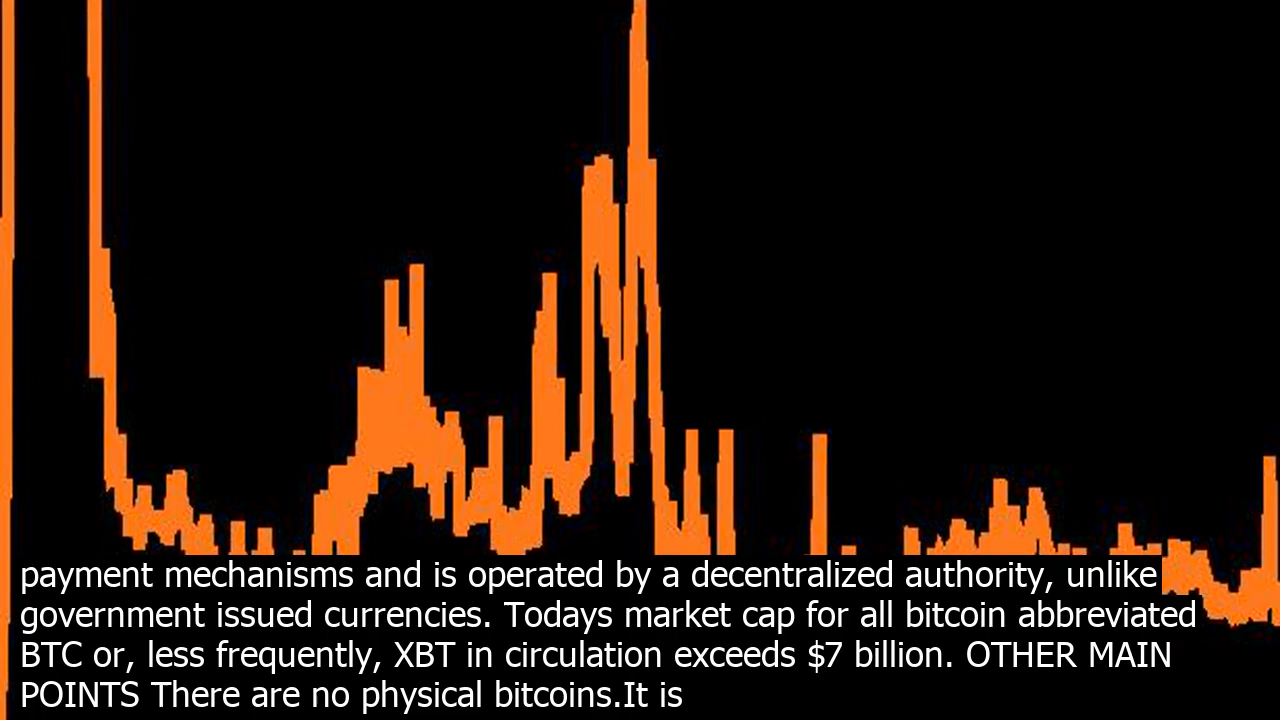 payment mechanisms and is operated by a decentralized authority, unlike
government issued currencies. Todays market cap for all bitcoin abbreviated
BTC or, less frequently, XBT in circulation exceeds $7 billion. OTHER MAIN
POINTS There are no physical bitcoins.It is